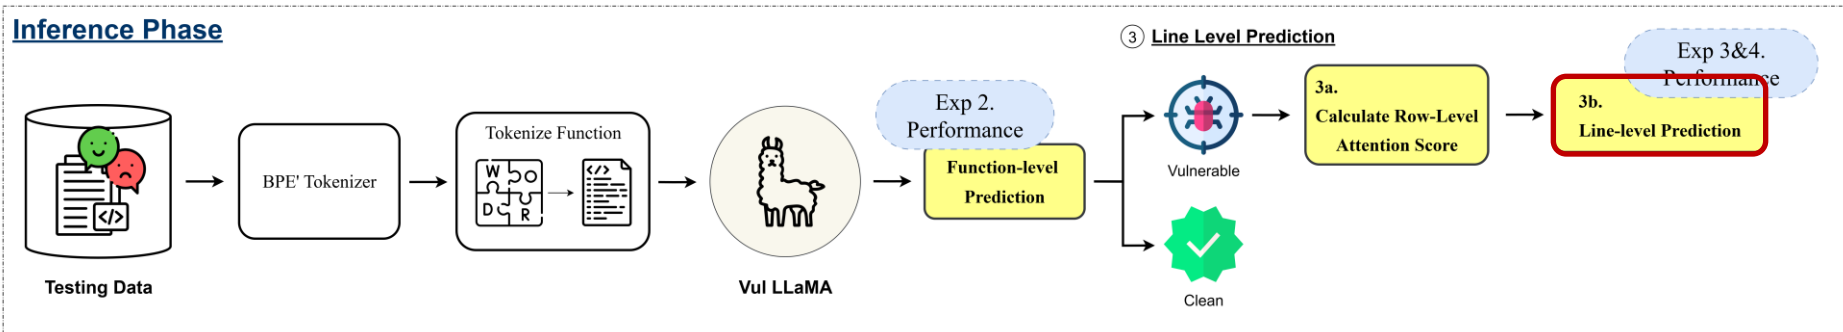 Inference Phase
3 Line Level Prediction
Exp 3&4.
Performance
Exp 2.
Performance
3a.
Calculate Row-Level
Attention Score
3b.
Line-level Prediction
Tokenize Function
W
D
R
</>
</>
BPE' Tokenizer
Function-level
Prediction
Vulnerable
Testing Data
Vul LLaMA
Clean